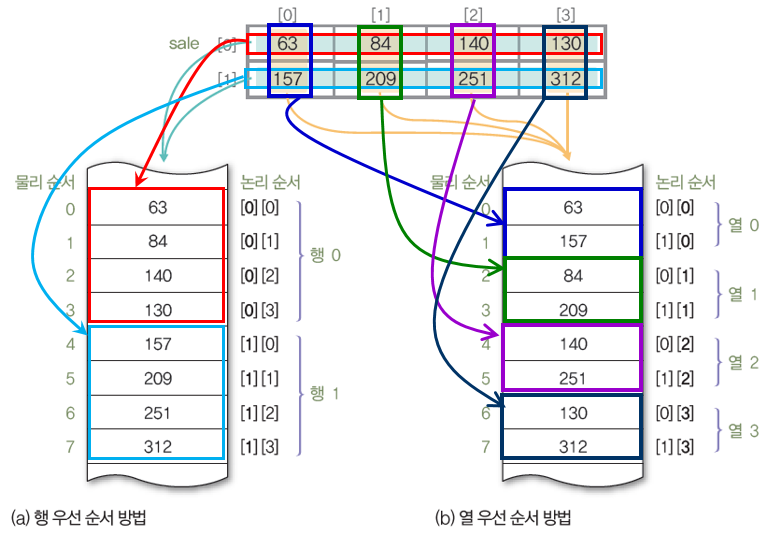 [0] [1] [2] [3]
sale [0] 63 84 140 130
[1] 157 209 251 312
물리 순서 논리 순서
0 63 [0][0]
1 84 [0][1]
2 140 [0][2]
3 130 [0][3]
행 0
4 157 [1][0]
5 209 [1][1]
6 251 [1][2]
7 312 [1][3]
행 1
(a) 행 우선 순서 방법
물리 순서 논리 순서
0 63 [0][0]
1 157 [1][0]
열 0
2 84 [0][1]
3 209 [1][1]
열 1
4 140 [0][2]
5 251 [1][2]
열 2
6 130 [0][3]
7 312 [1][3]
열 3
(b) 열 우선 순서 방법